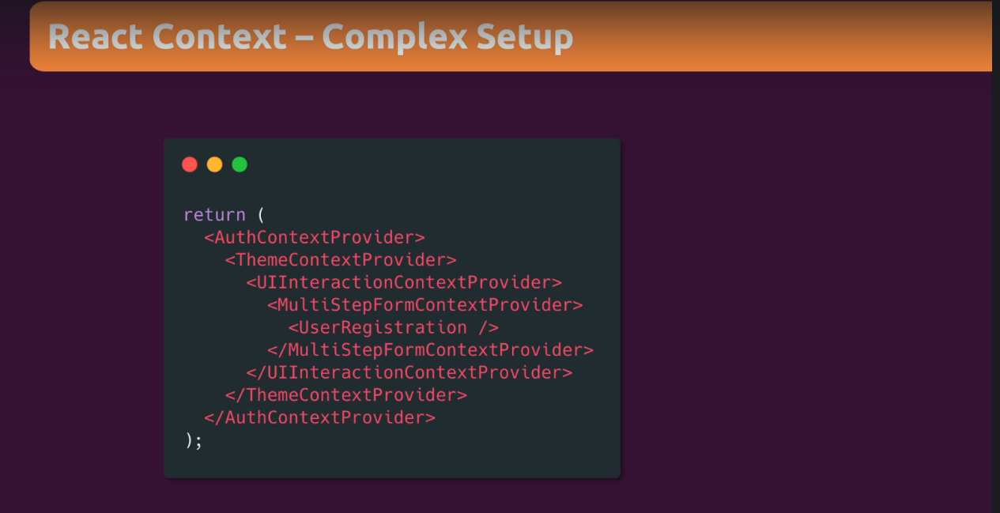 React Context – Complex Setup
return (
  <AuthContextProvider>
    <ThemeContextProvider>
      <UIInteractionContextProvider>
        <MultiStepFormContextProvider>
          <UserRegistration />
        </MultiStepFormContextProvider>
      </UIInteractionContextProvider>
    </ThemeContextProvider>
  </AuthContextProvider>
);